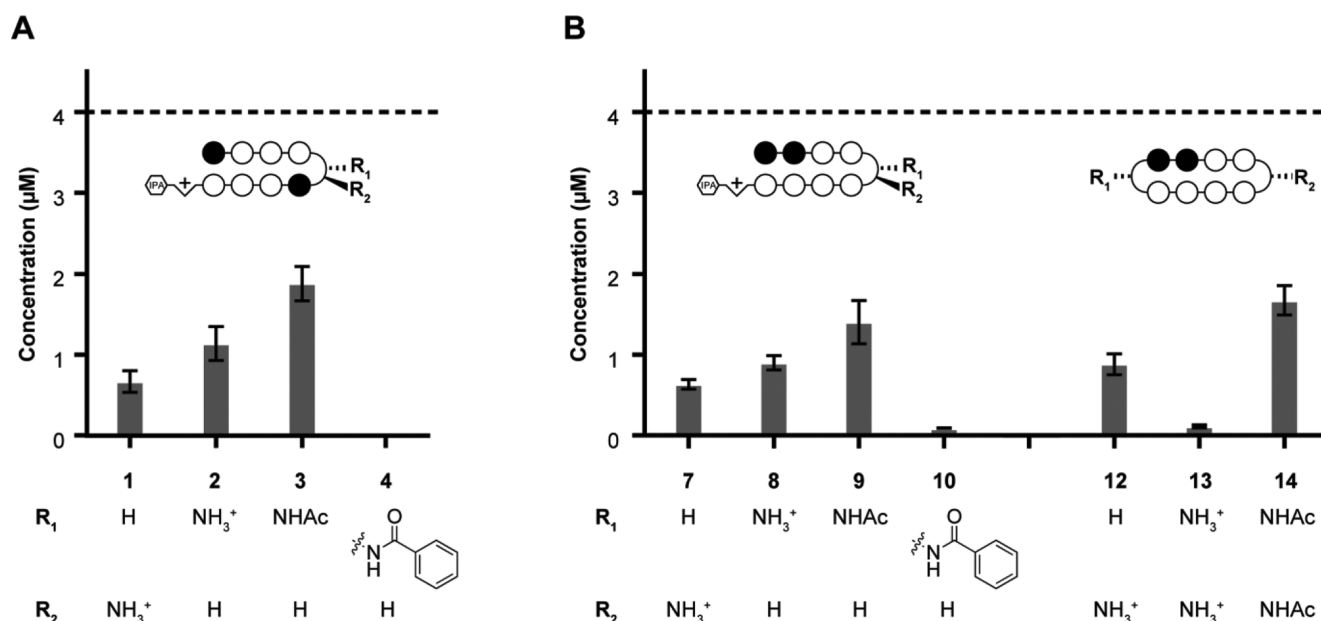 A
B
Concentration (µM)
4
3
2
1
0
IPA
+
R1
R2
1 2 3 4
R1 H NH3+ NHAc O N H
R2 NH3+ H H H
Concentration (µM)
4
3
2
1
0
IPA
+
R1
R2
R1
R2
7 8 9 10 12 13 14
R1 H NH3+ NHAc O N H H NH3+ NHAc
R2 NH3+ H H H NH3+ NH3+ NHAc